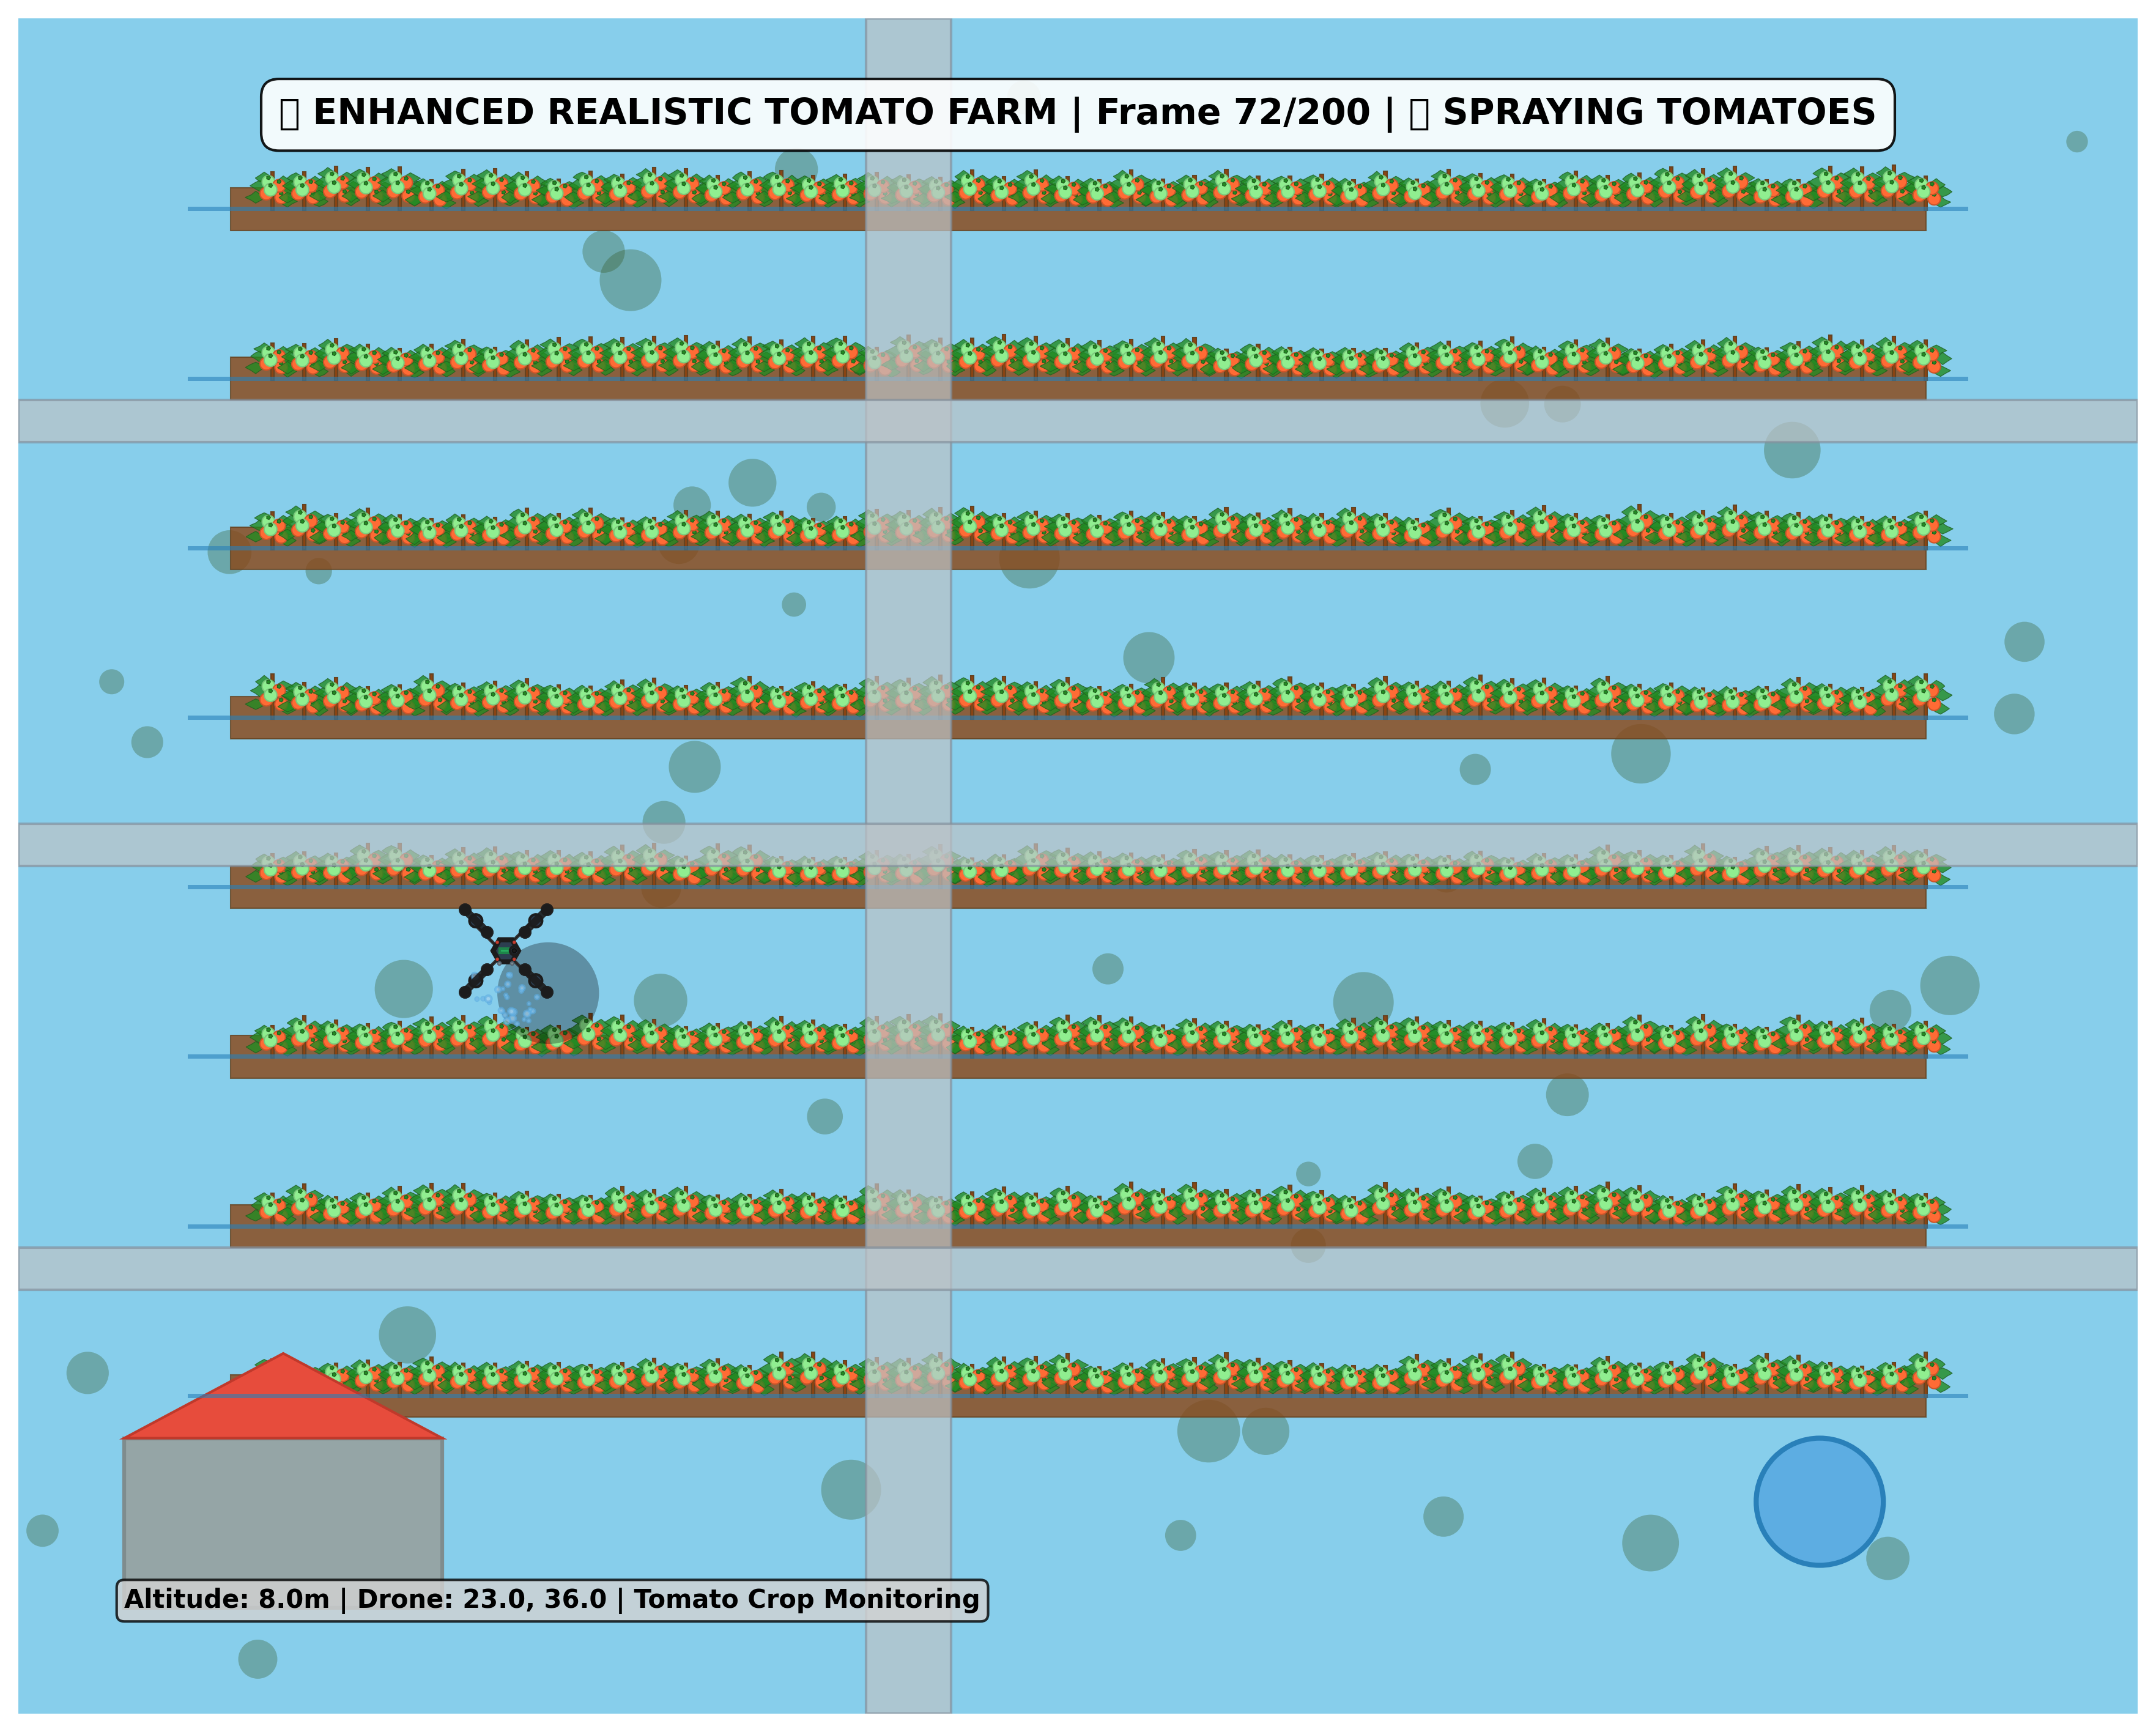 ▯ ENHANCED REALISTIC TOMATO FARM | Frame 72/200 | ▯ SPRAYING TOMATOES
Altitude: 8.0m | Drone: 23.0, 36.0 | Tomato Crop Monitoring